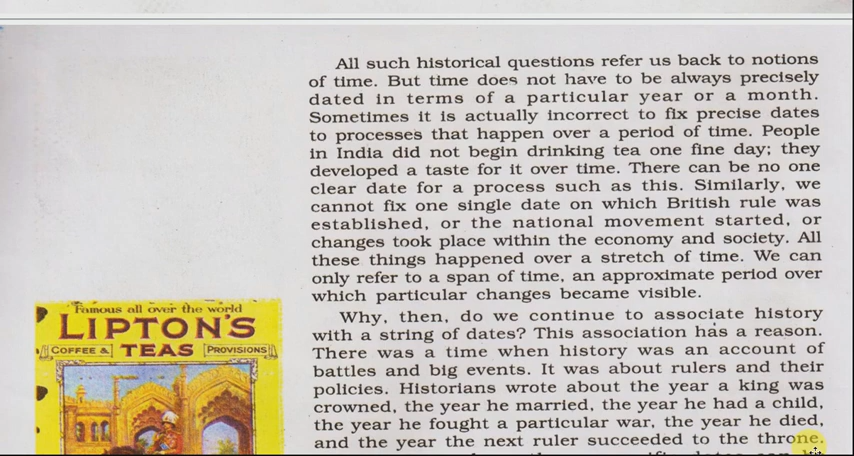 All such historical questions refer us back to notions
of time. But time does not have to be always precisely
dated in terms of a particular year or a month.
Sometimes it is actually incorrect to fix precise dates
to processes that happen over a period of time. People
in India did not begin drinking tea one fine day; they
developed a taste for it over time. There can be no one
clear date for a process such as this. Similarly, we
cannot fix one single date on which British rule was
established, or the national movement started, or
changes took place within the economy and society. All
these things happened over a stretch of time. We can
only refer to a span of time, an approximate period over
which particular changes became visible.
Why, then, do we continue to associate history
with a string of dates? This association has a reason.
There was a time when history was an account of
battles and big events. It was about rulers and their
policies. Historians wrote about the year a king was
crowned, the year he married, the year he had a child,
the year he fought a particular war, the year he died,
and the year the next ruler succeeded to the throne.
Famous all over the world
LIPTON'S
COFFEE & TEAS PROVISIONS